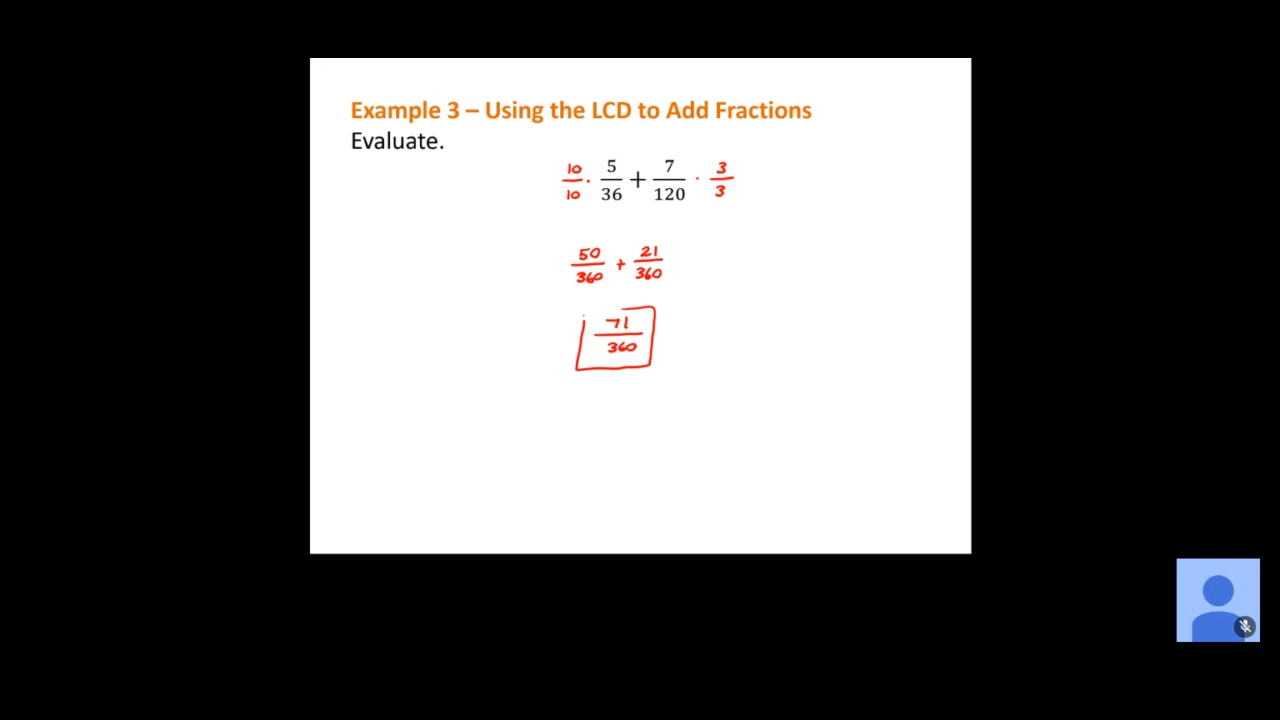 Example 3 – Using the LCD to Add Fractions
Evaluate.
10/10 · 5/36 + 7/120 · 3/3
50/360 + 21/360
71/360